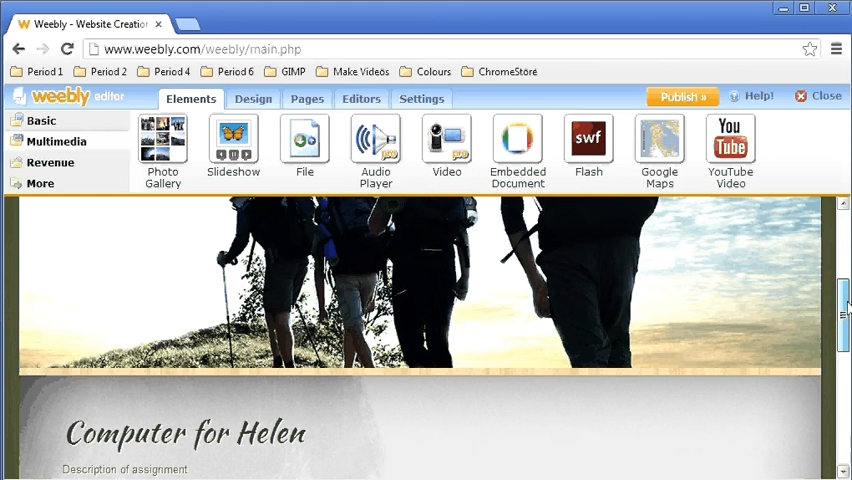 Weebly - Website Creation
www.weebly.com/weebly/main.php
Period 1 Period 2 Period 4 Period 6 GIMP Make Videos Colours ChromeStore
weebly editor Elements Design Pages Editors Settings Publish » Help! Close
Basic
Multimedia
Revenue
More
Photo Gallery
Slideshow
File
Audio Player
pro
Video
pro
Embedded Document
swf
Flash
Google Maps
You Tube
YouTube Video
Computer for Helen
Description of assignment